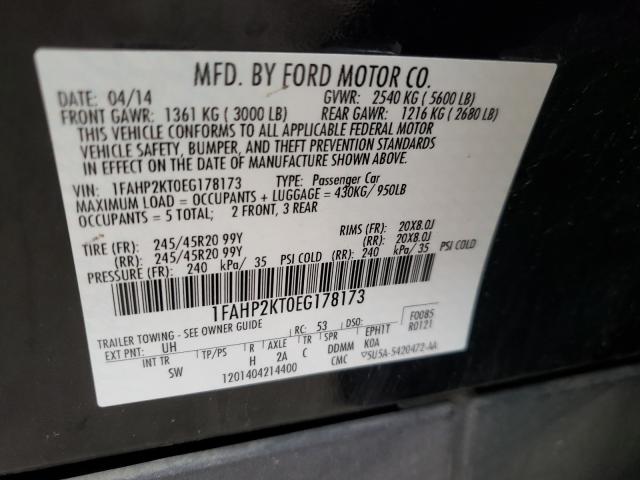 MFD. BY FORD MOTOR CO.
DATE: 04/14 GVWR: 2540 KG ( 5600 LB)
FRONT GAWR: 1361 KG ( 3000 LB) REAR GAWR: 1216 KG ( 2680 LB)
THIS VEHICLE CONFORMS TO ALL APPLICABLE FEDERAL MOTOR
VEHICLE SAFETY, BUMPER, AND THEFT PREVENTION STANDARDS
IN EFFECT ON THE DATE OF MANUFACTURE SHOWN ABOVE.
VIN: 1FAHP2KT0EG178173 TYPE: Passenger Car
MAXIMUM LOAD = OCCUPANTS + LUGGAGE = 430KG/ 950LB
OCCUPANTS = 5 TOTAL; 2 FRONT, 3 REAR
TIRE (FR): 245/45R20 99Y RIMS (FR): 20X8.0J
(RR): 245/45R20 99Y (RR): 20X8.0J
PRESSURE (FR): 240 kPa/ 35 PSI COLD (RR): 240 kPa/ 35 PSI COLD
1FAHP2KT0EG178173
F0085
R0121
TRAILER TOWING - SEE OWNER GUIDE
EXT PNT: UH RC: 53 DSO:
INT TR TP/PS R AXLE TR SPR EPH1T
SW H 2A C DDMM K0A
1201404214400 CMC 5U5A-5420472-AA